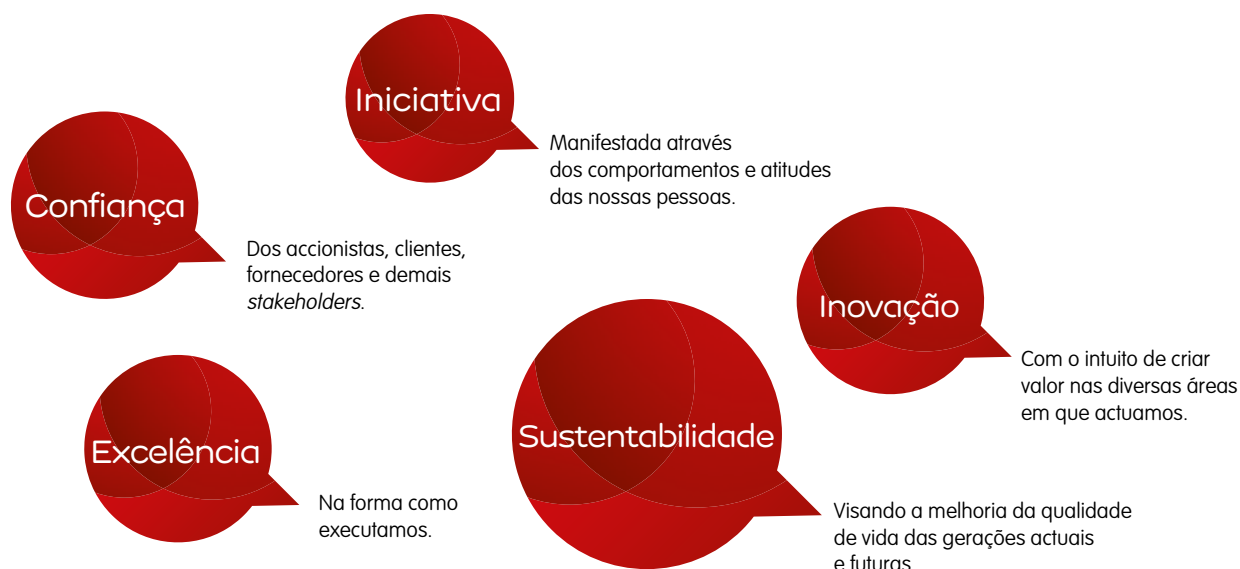 Iniciativa
Manifestada através
dos comportamentos e atitudes
das nossas pessoas.
Confiança
Dos accionistas, clientes,
fornecedores e demais
stakeholders.
Inovação
Com o intuito de criar
valor nas diversas áreas
em que actuamos.
Excelência
Na forma como
executamos.
Sustentabilidade
Visando a melhoria da qualidade
de vida das gerações actuais
e futuras